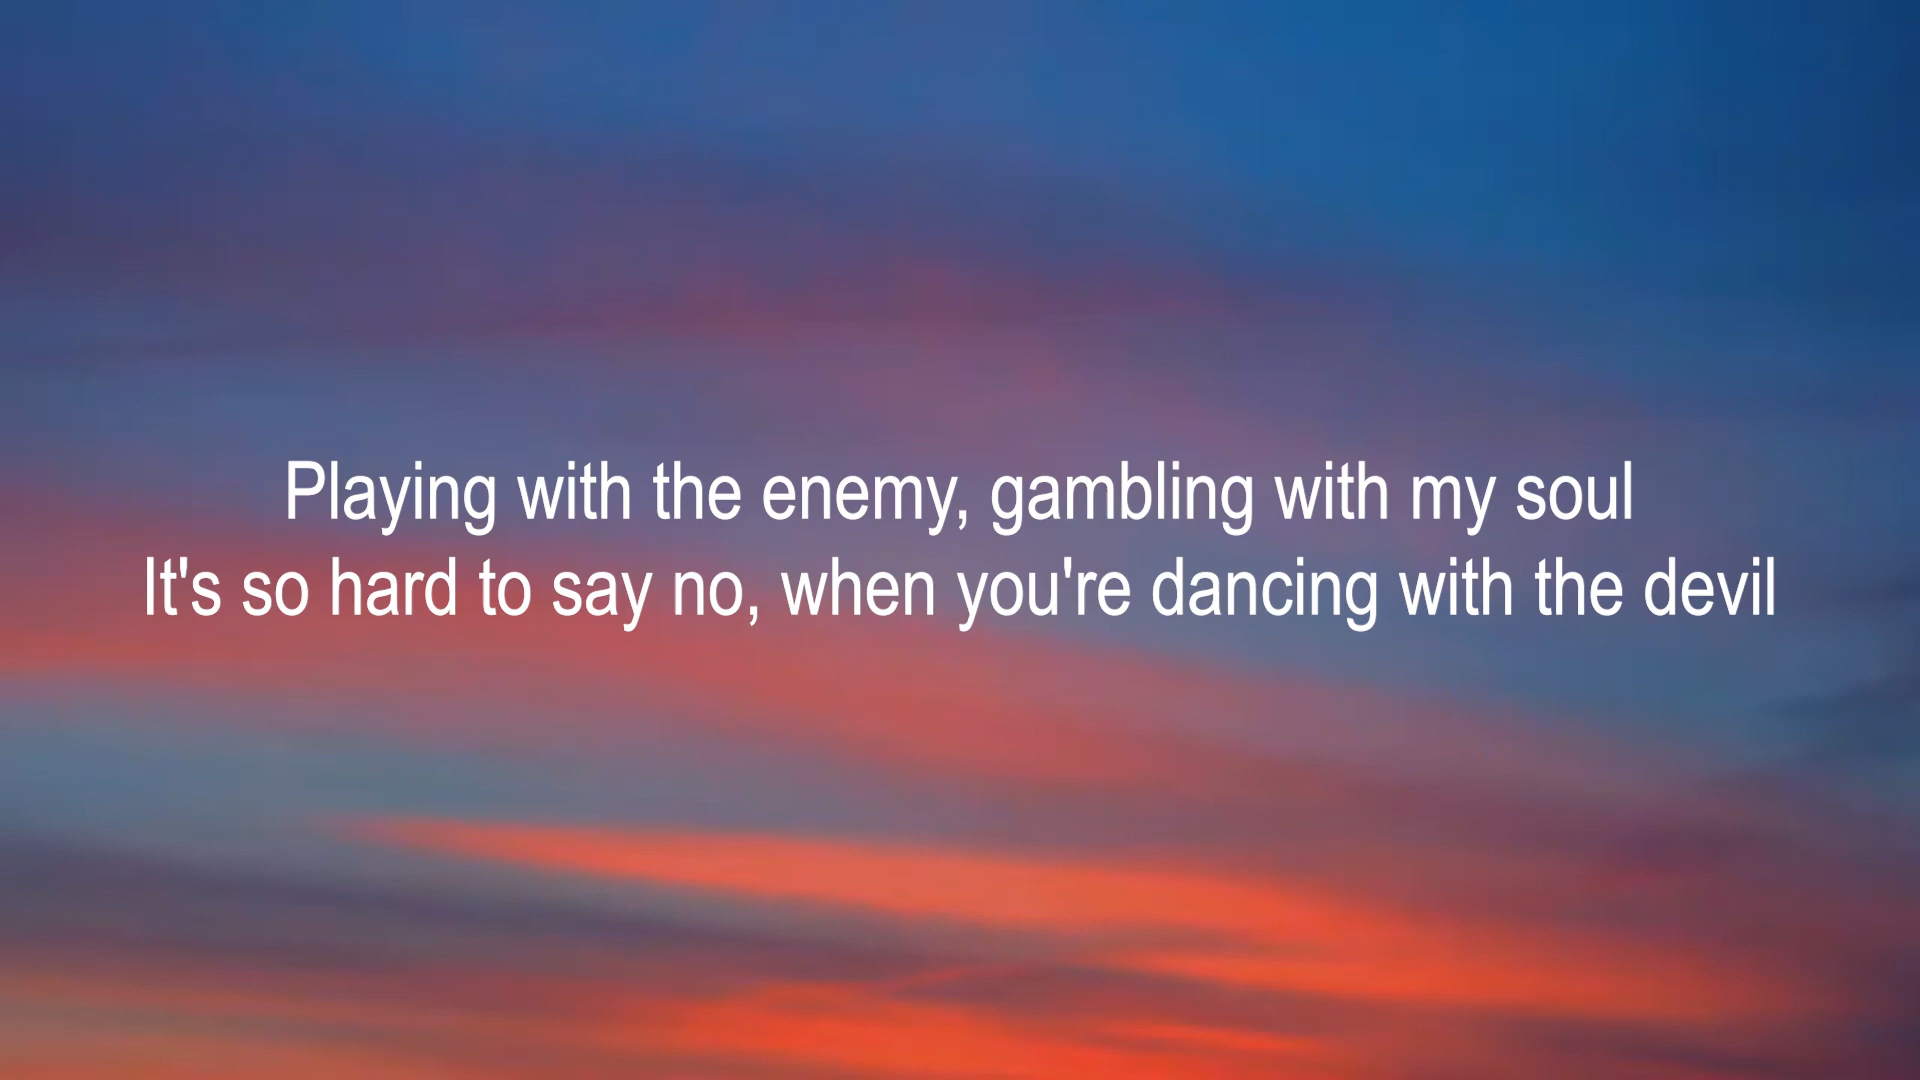 Playing with the enemy, gambling with my soul
It's so hard to say no, when you're dancing with the devil